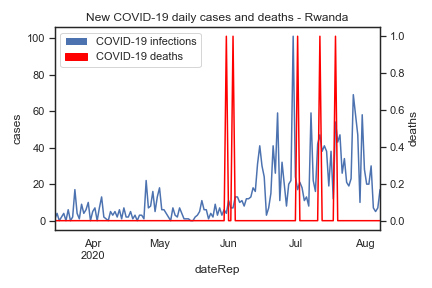 New COVID-19 daily cases and deaths - Rwanda
COVID-19 infections
COVID-19 deaths
100
80
60
40
20
0
cases
1.0
0.8
0.6
0.4
0.2
0.0
deaths
Apr
2020
May
Jun
Jul
Aug
dateRep